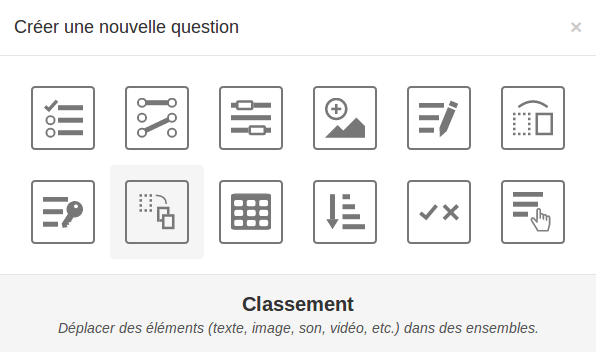 Créer une nouvelle question
×
Classement
Déplacer des éléments (texte, image, son, vidéo, etc.) dans des ensembles.